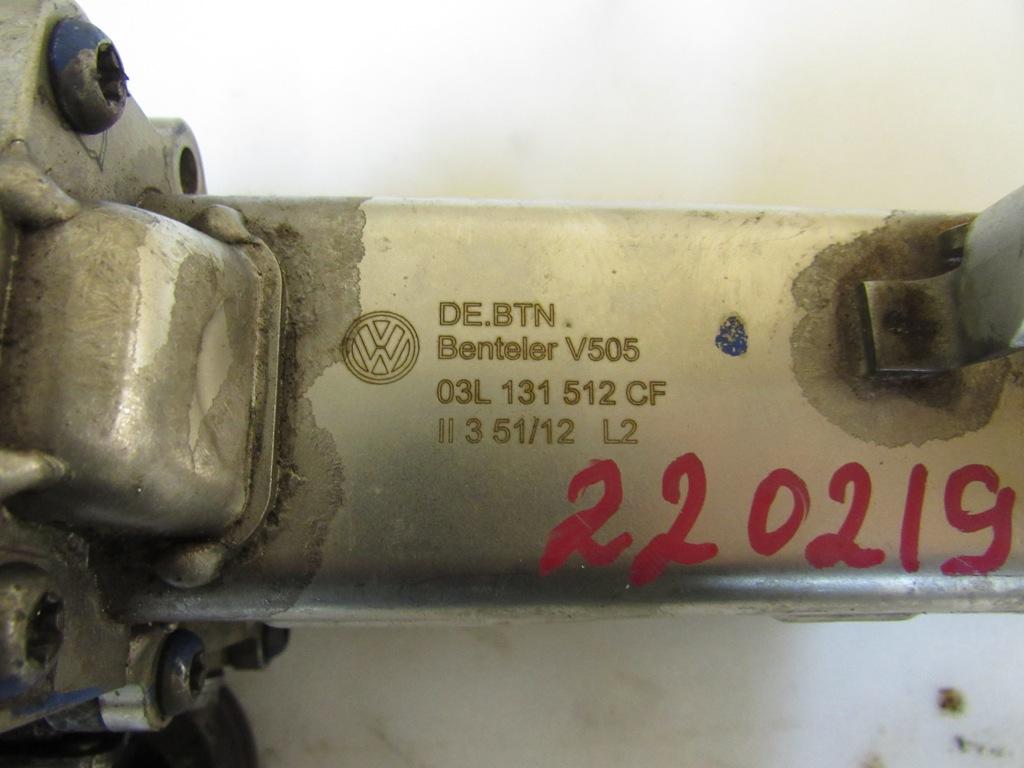 DE.BTN
Benteler V505
03L 131 512 CF
II 3 51/12 L2
220219